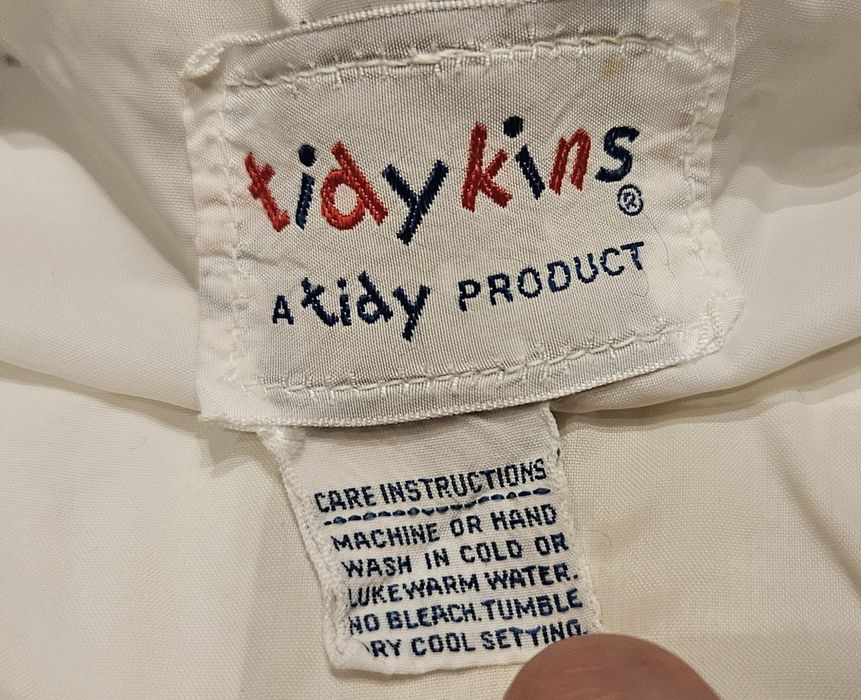 tidykins®
A tidy PRODUCT
CARE INSTRUCTIONS
MACHINE OR HAND
WASH IN COLD OR
LUKEWARM WATER.
NO BLEACH. TUMBLE
DRY COOL SETTING.